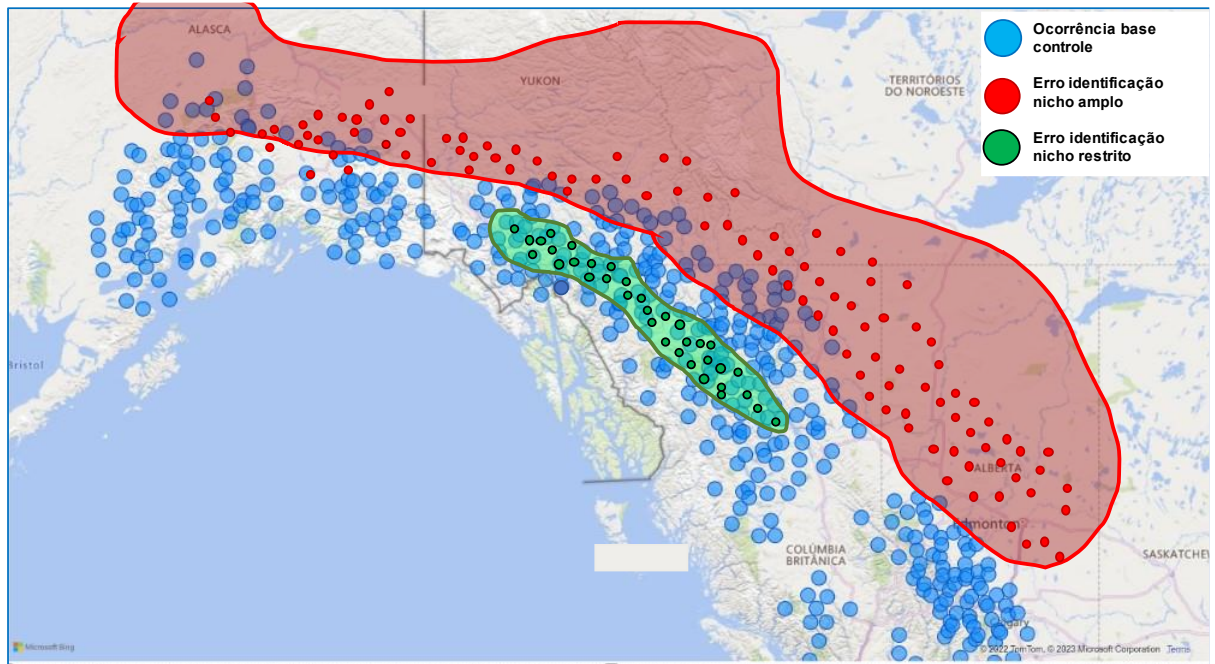 ALASCA
YUKON
TERRITÓRIOS
DO NOROESTE
Ocorrência base
controle
Erro identificação
nicho amplo
Erro identificação
nicho restrito
Bristol
ALBERTA
Edmonton
COLÚMBIA
BRITÂNICA
SASKATCHEW
Calgary
Microsoft Bing
© 2022 TomTom, © 2023 Microsoft Corporation Terms